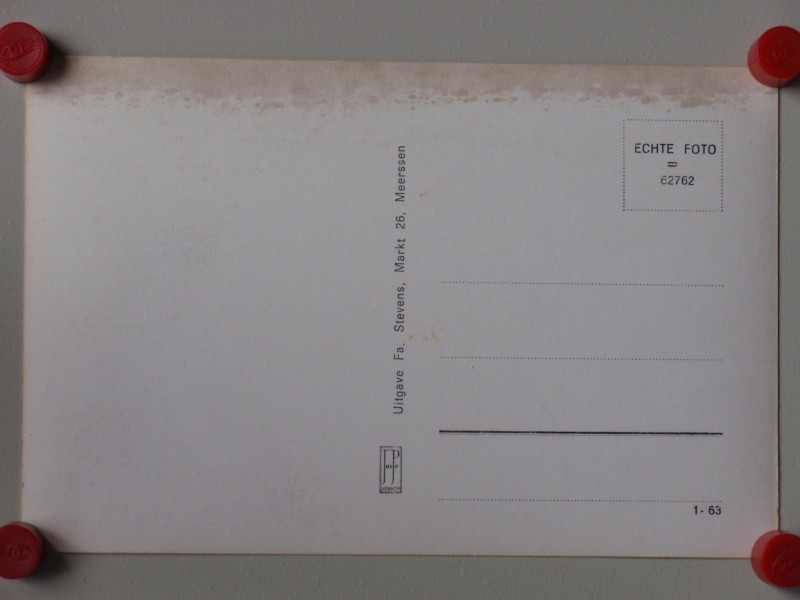 Uitgave Fa. Stevens, Markt 26, Meerssen
ECHTE FOTO
=
62762
1-63